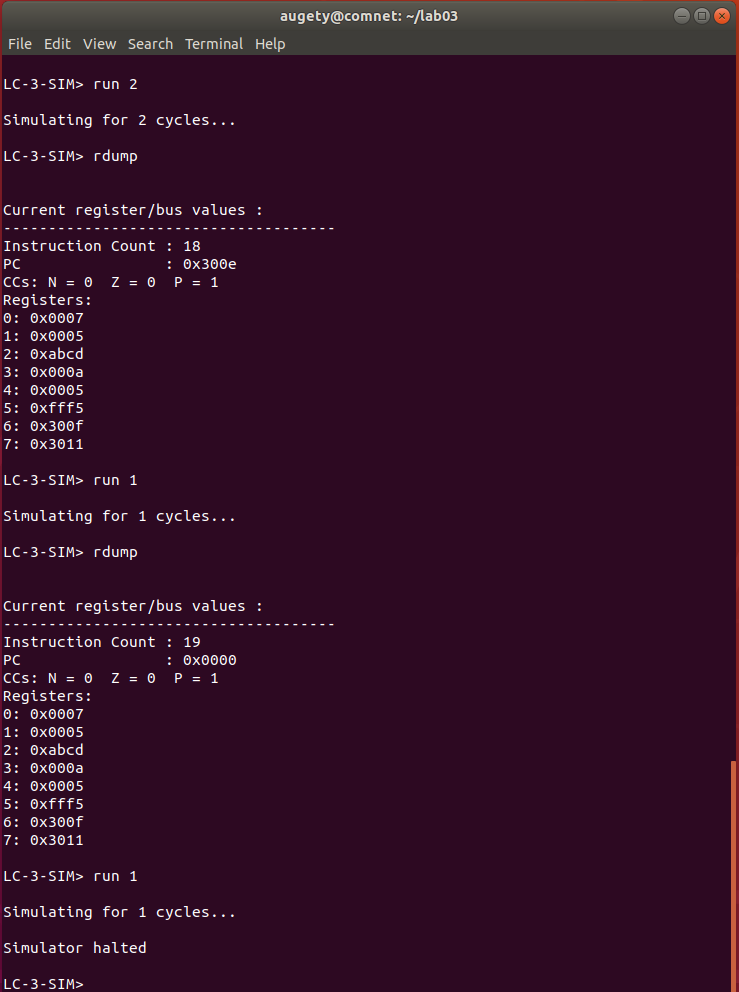 augety@comnet: ~/lab03
File Edit View Search Terminal Help
LC-3-SIM> run 2
Simulating for 2 cycles...
LC-3-SIM> rdump
Current register/bus values :
-------------------------------------
Instruction Count : 18
PC                : 0x300e
CCs: N = 0  Z = 0  P = 1
Registers:
0: 0x0007
1: 0x0005
2: 0xabcd
3: 0x000a
4: 0x0005
5: 0xfff5
6: 0x300f
7: 0x3011
LC-3-SIM> run 1
Simulating for 1 cycles...
LC-3-SIM> rdump
Current register/bus values :
-------------------------------------
Instruction Count : 19
PC                : 0x0000
CCs: N = 0  Z = 0  P = 1
Registers:
0: 0x0007
1: 0x0005
2: 0xabcd
3: 0x000a
4: 0x0005
5: 0xfff5
6: 0x300f
7: 0x3011
LC-3-SIM> run 1
Simulating for 1 cycles...
Simulator halted
LC-3-SIM>